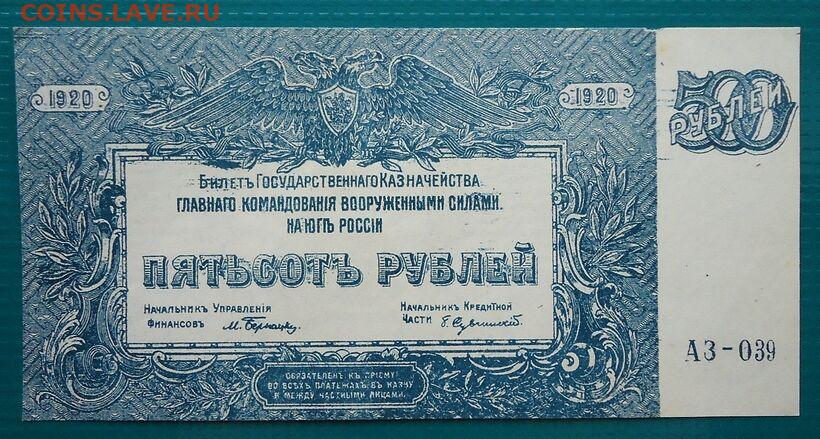 COINS.LAVE.РУ
1920
1920
500
РУБЛЕЙ
БИЛЕТЪ ГОСУДАРСТВЕННАГО КАЗНАЧЕЙСТВА
ГЛАВНАГО КОМАНДОВАНІЯ ВООРУЖЕННЫМИ СИЛАМИ
НА ЮГѢ РОССІИ
ПЯТЬСОТЪ РУБЛЕЙ
НАЧАЛЬНИКЪ УПРАВЛЕНІЯ
ФИНАНСОВЪ
НАЧАЛЬНИКЪ КРЕДИТНОЙ
ЧАСТИ
АЗ-039
ОБЯЗАТЕЛЕНЪ КЪ ПРІЕМУ
ВО ВСѢХЪ ПЛАТЕЖАХЪ ВЪ КАЗНУ
И МЕЖДУ ЧАСТНЫМИ ЛИЦАМИ.